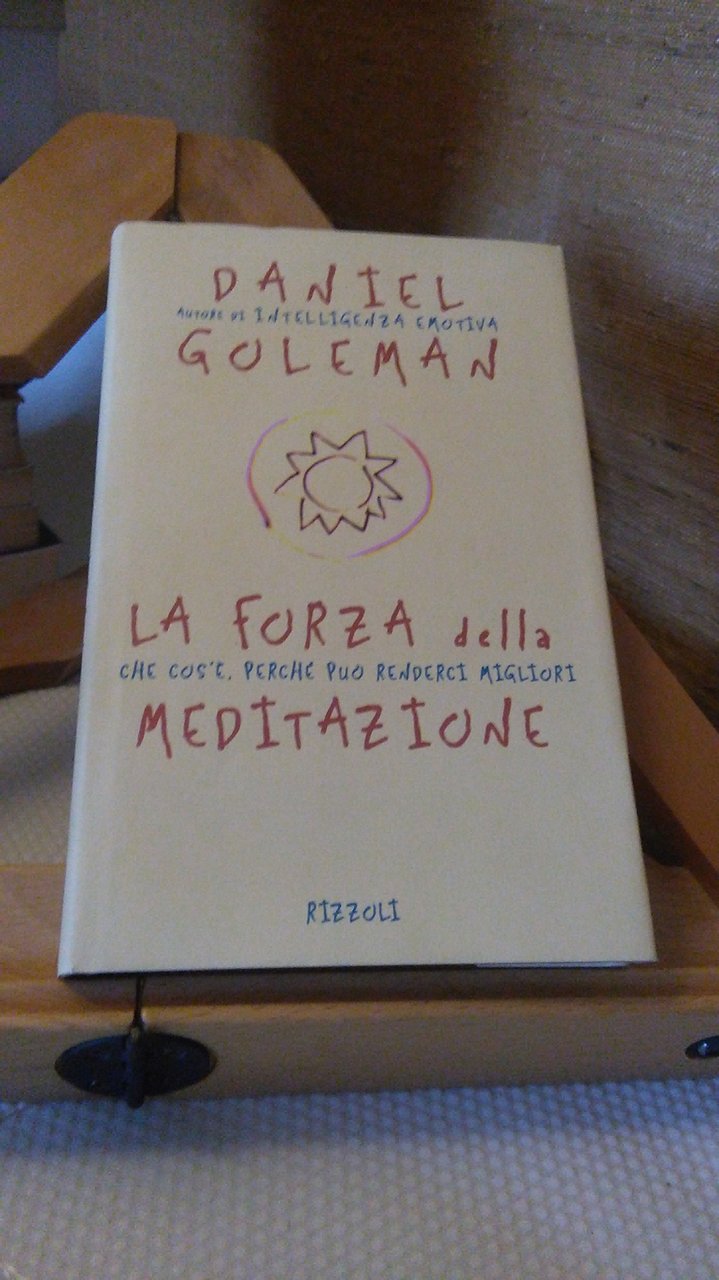 DANIEL
AUTORE DI INTELLIGENZA EMOTIVA
GOLEMAN
LA FORZA della
CHE COS'È, PERCHÉ PUÒ RENDERCI MIGLIORI
MEDITAZIONE
RIZZOLI